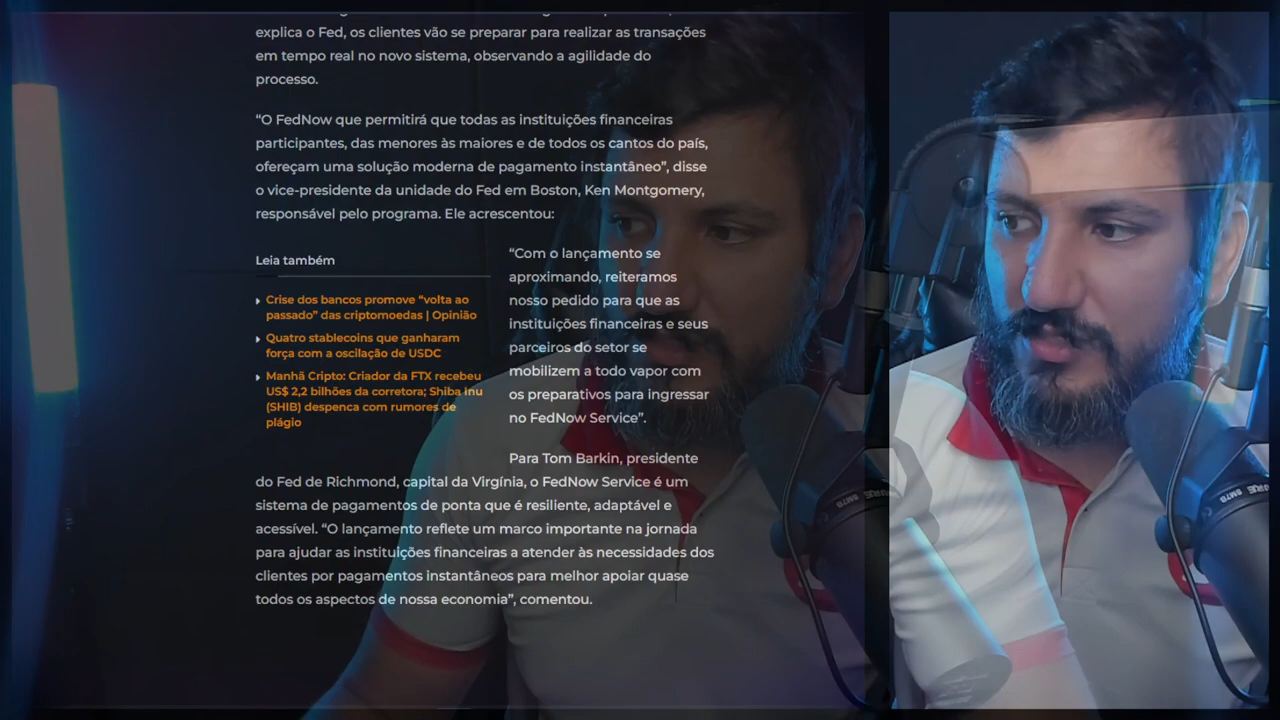 explica o Fed, os clientes vão se preparar para realizar as transações
em tempo real no novo sistema, observando a agilidade do
processo.
“O FedNow que permitirá que todas as instituições financeiras
participantes, das menores às maiores e de todos os cantos do país,
ofereçam uma solução moderna de pagamento instantâneo”, disse
o vice-presidente da unidade do Fed em Boston, Ken Montgomery,
responsável pelo programa. Ele acrescentou:
Leia também
Crise dos bancos promove “volta ao
passado” das criptomoedas | Opinião
Quatro stablecoins que ganharam
força com a oscilação de USDC
Manhã Cripto: Criador da FTX recebeu
US$ 2,2 bilhões da corretora; Shiba Inu
(SHIB) despenca com rumores de
plágio
“Com o lançamento se
aproximando, reiteramos
nosso pedido para que as
instituições financeiras e seus
parceiros do setor se
mobilizem a todo vapor com
os preparativos para ingressar
no FedNow Service”.
Para Tom Barkin, presidente
do Fed de Richmond, capital da Virgínia, o FedNow Service é um
sistema de pagamentos de ponta que é resiliente, adaptável e
acessível. “O lançamento reflete um marco importante na jornada
para ajudar as instituições financeiras a atender às necessidades dos
clientes por pagamentos instantâneos para melhor apoiar quase
todos os aspectos de nossa economia”, comentou.